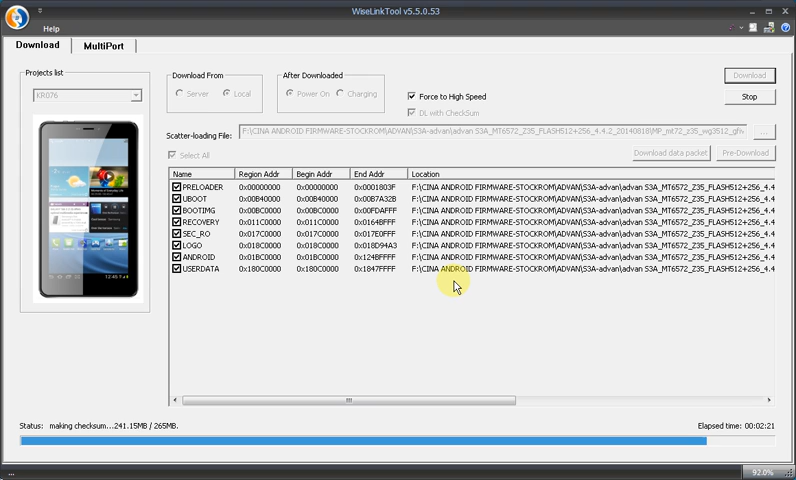 WiseLinkTool v5.5.0.53
Help
Download MultiPort
Projects list
KR076
Download From
Server Local
After Downloaded
Power On Charging
Force to High Speed
DL with CheckSum
Download
Stop
Scatter-loading File: F:\CINA ANDROID FIRMWARE-STOCKROM\ADVAN\S3A-advan\advan S3A_MT6572_Z35_FLASH512+256_4.4.2_20140818\MP_mt72_z35_wg3512_gfv ...
Select All Download data packet Pre-Download
Name Region Addr Begin Addr End Addr Location
PRELOADER 0x00000000 0x00000000 0x0001803F F:\CINA ANDROID FIRMWARE-STOCKROM\ADVAN\S3A-advan\advan S3A_MT6572_Z35_FLASH512+256_4.4
UBOOT 0x00B40000 0x00B40000 0x00B7A32B F:\CINA ANDROID FIRMWARE-STOCKROM\ADVAN\S3A-advan\advan S3A_MT6572_Z35_FLASH512+256_4.4
BOOTIMG 0x00BC0000 0x00BC0000 0x00FDAFFF F:\CINA ANDROID FIRMWARE-STOCKROM\ADVAN\S3A-advan\advan S3A_MT6572_Z35_FLASH512+256_4.4
RECOVERY 0x011C0000 0x011C0000 0x0164BFFF F:\CINA ANDROID FIRMWARE-STOCKROM\ADVAN\S3A-advan\advan S3A_MT6572_Z35_FLASH512+256_4.4
SEC_RO 0x017C0000 0x017C0000 0x017E0FFF F:\CINA ANDROID FIRMWARE-STOCKROM\ADVAN\S3A-advan\advan S3A_MT6572_Z35_FLASH512+256_4.4
LOGO 0x018C0000 0x018C0000 0x018D94A3 F:\CINA ANDROID FIRMWARE-STOCKROM\ADVAN\S3A-advan\advan S3A_MT6572_Z35_FLASH512+256_4.4
ANDROID 0x01BC0000 0x01BC0000 0x124BFFFF F:\CINA ANDROID FIRMWARE-STOCKROM\ADVAN\S3A-advan\advan S3A_MT6572_Z35_FLASH512+256_4.4
USERDATA 0x180C0000 0x180C0000 0x1847FFFF F:\CINA ANDROID FIRMWARE-STOCKROM\ADVAN\S3A-advan\advan S3A_MT6572_Z35_FLASH512+256_4.4
Status: making checksum...241.15MB / 265MB. Elapsed time: 00:02:21
... 92.0%